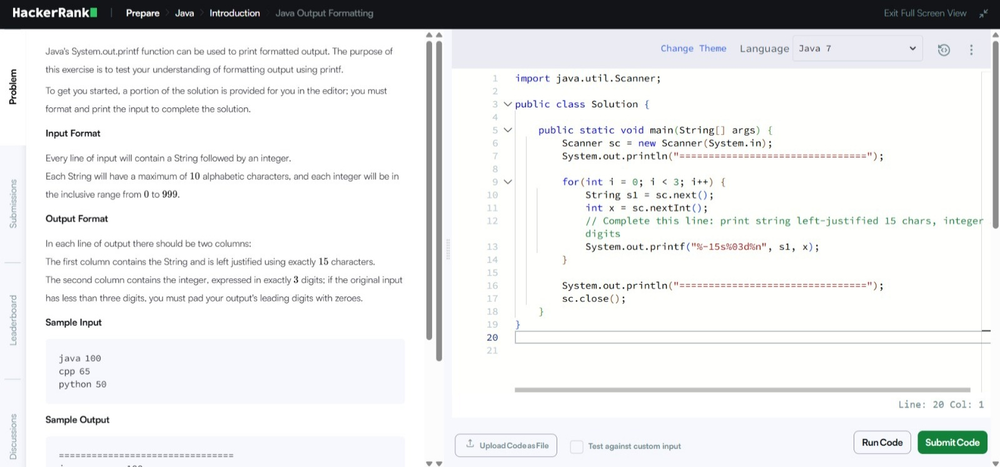 HackerRank
Prepare
Java
Introduction
Java Output Formatting
Exit Full Screen View
Problem
Submissions
Leaderboard
Discussions
Java's System.out.printf function can be used to print formatted output. The purpose of
this exercise is to test your understanding of formatting output using printf.
To get you started, a portion of the solution is provided for you in the editor; you must
format and print the input to complete the solution.
Input Format
Every line of input will contain a String followed by an integer.
Each String will have a maximum of 10 alphabetic characters, and each integer will be in
the inclusive range from 0 to 999.
Output Format
In each line of output there should be two columns:
The first column contains the String and is left justified using exactly 15 characters.
The second column contains the integer, expressed in exactly 3 digits; if the original input
has less than three digits, you must pad your output's leading digits with zeroes.
Sample Input
java 100
cpp 65
python 50
Sample Output
================================
Change Theme
Language
Java 7
1 import java.util.Scanner;
2
3 public class Solution {
4
5 public static void main(String[] args) {
6 Scanner sc = new Scanner(System.in);
7 System.out.println("================================");
8
9 for(int i = 0; i < 3; i++) {
10 String s1 = sc.next();
11 int x = sc.nextInt();
12 // Complete this line: print string left-justified 15 chars, integer
digits
13 System.out.printf("%-15s%03d%n", s1, x);
14 }
15
16 System.out.println("================================");
17 sc.close();
18 }
19 }
20
21
Line: 20 Col: 1
Upload Code as File
Test against custom input
Run Code
Submit Code